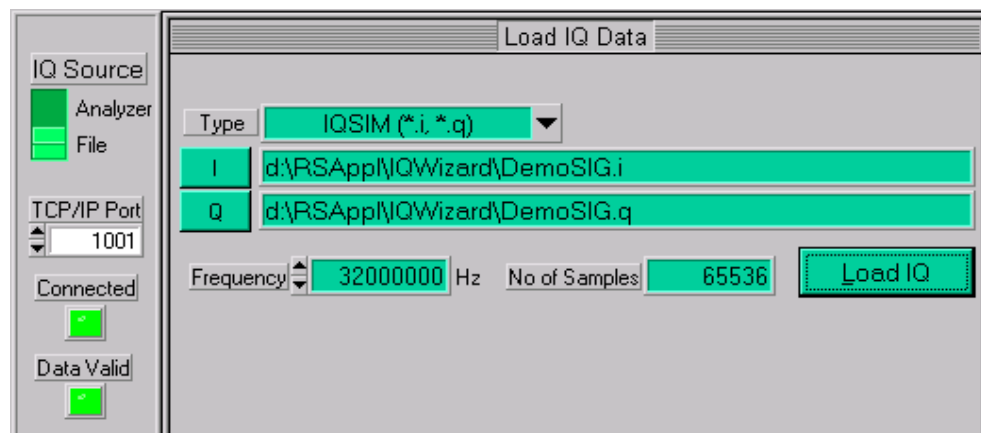 IQ Source
Analyzer
File
TCP/IP Port
1001
Connected
Data Valid
Load IQ Data
Type IQSIM (*.i, *.q)
I d:\RSAppl\IQWizard\DemoSIG.i
Q d:\RSAppl\IQWizard\DemoSIG.q
Frequency 32000000 Hz No of Samples 65536 Load IQ